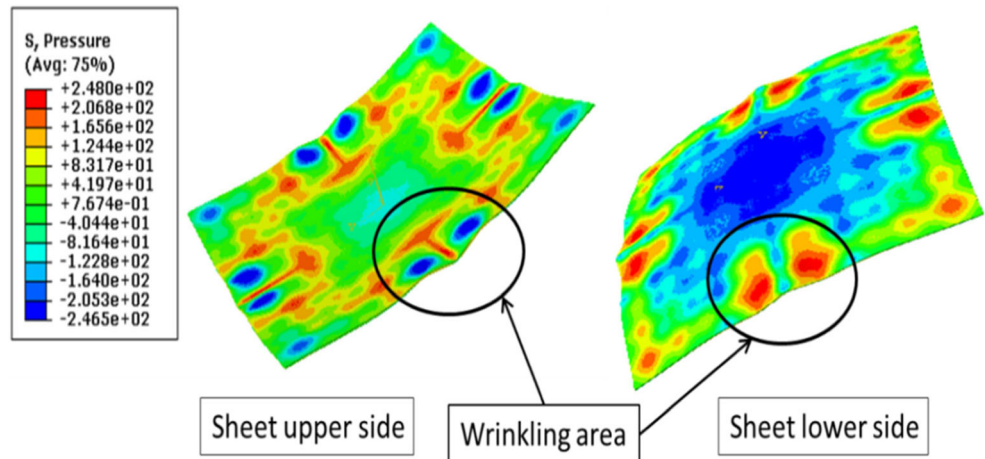 S, Pressure
(Avg: 75%)
+2.480e+02
+2.068e+02
+1.656e+02
+1.244e+02
+8.317e+01
+4.197e+01
+7.674e-01
-4.044e+01
-8.164e+01
-1.228e+02
-1.640e+02
-2.053e+02
-2.465e+02
Sheet upper side
Wrinkling area
Sheet lower side